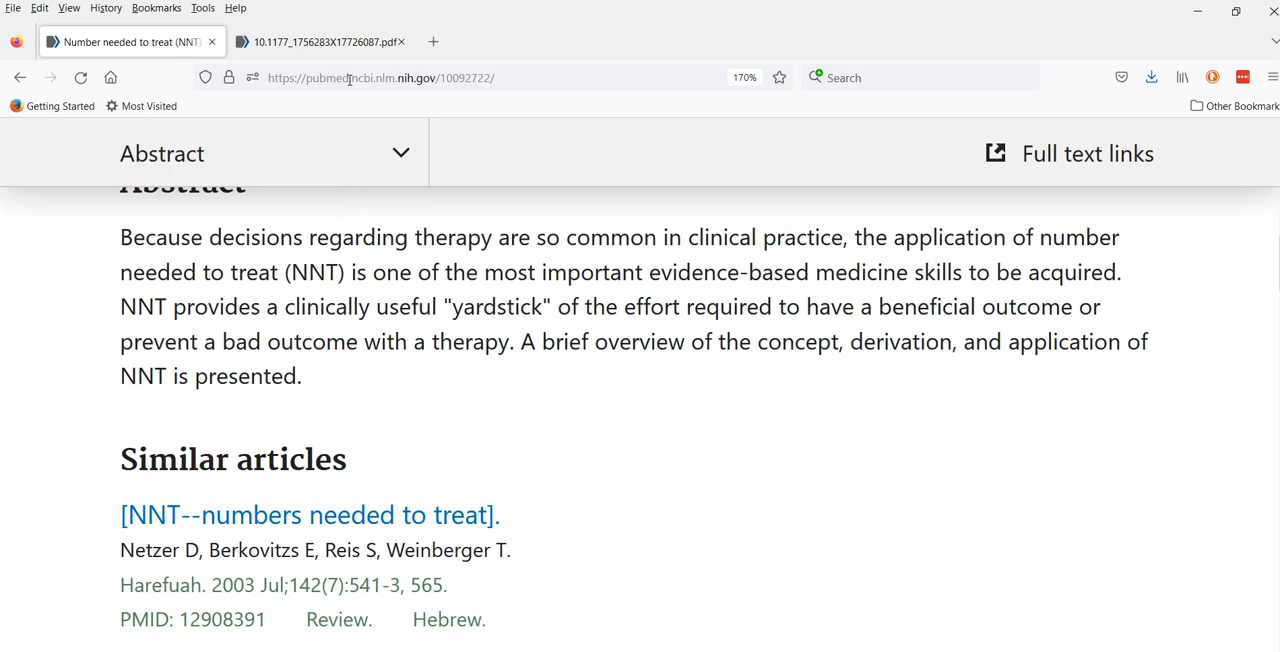 File Edit View History Bookmarks Tools Help
Number needed to treat (NNT)
10.1177_1756283X17726087.pdf
https://pubmed.ncbi.nlm.nih.gov/10092722/
170%
Search
Getting Started
Most Visited
Other Bookmark
Abstract
Full text links
Abstract
Because decisions regarding therapy are so common in clinical practice, the application of number
needed to treat (NNT) is one of the most important evidence-based medicine skills to be acquired.
NNT provides a clinically useful "yardstick" of the effort required to have a beneficial outcome or
prevent a bad outcome with a therapy. A brief overview of the concept, derivation, and application of
NNT is presented.
Similar articles
[NNT--numbers needed to treat].
Netzer D, Berkovitzs E, Reis S, Weinberger T.
Harefuah. 2003 Jul;142(7):541-3, 565.
PMID: 12908391 Review. Hebrew.